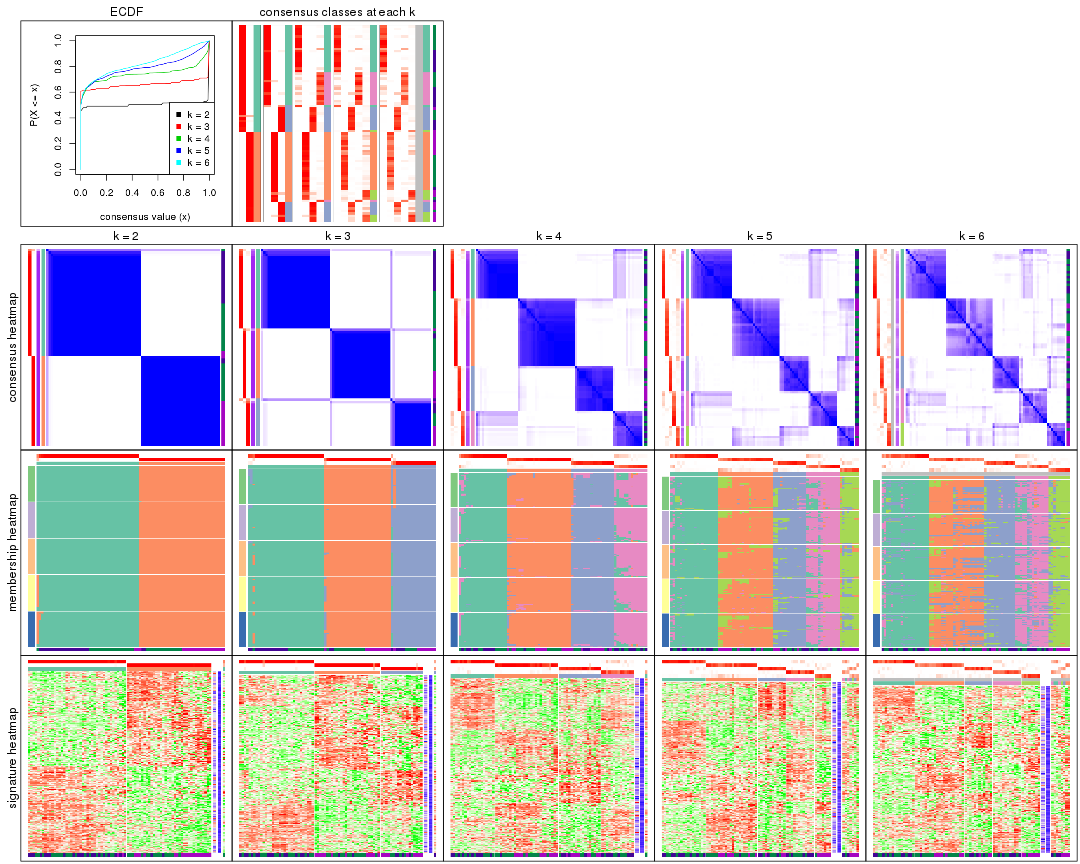 ECDF
consensus classes at each k
P(X <= x)
0.0 0.2 0.4 0.6 0.8 1.0
k = 2
k = 3
k = 4
k = 5
k = 6
0.0 0.2 0.4 0.6 0.8 1.0
consensus value (x)
k = 2 k = 3 k = 4 k = 5 k = 6
consensus heatmap
membership heatmap
signature heatmap